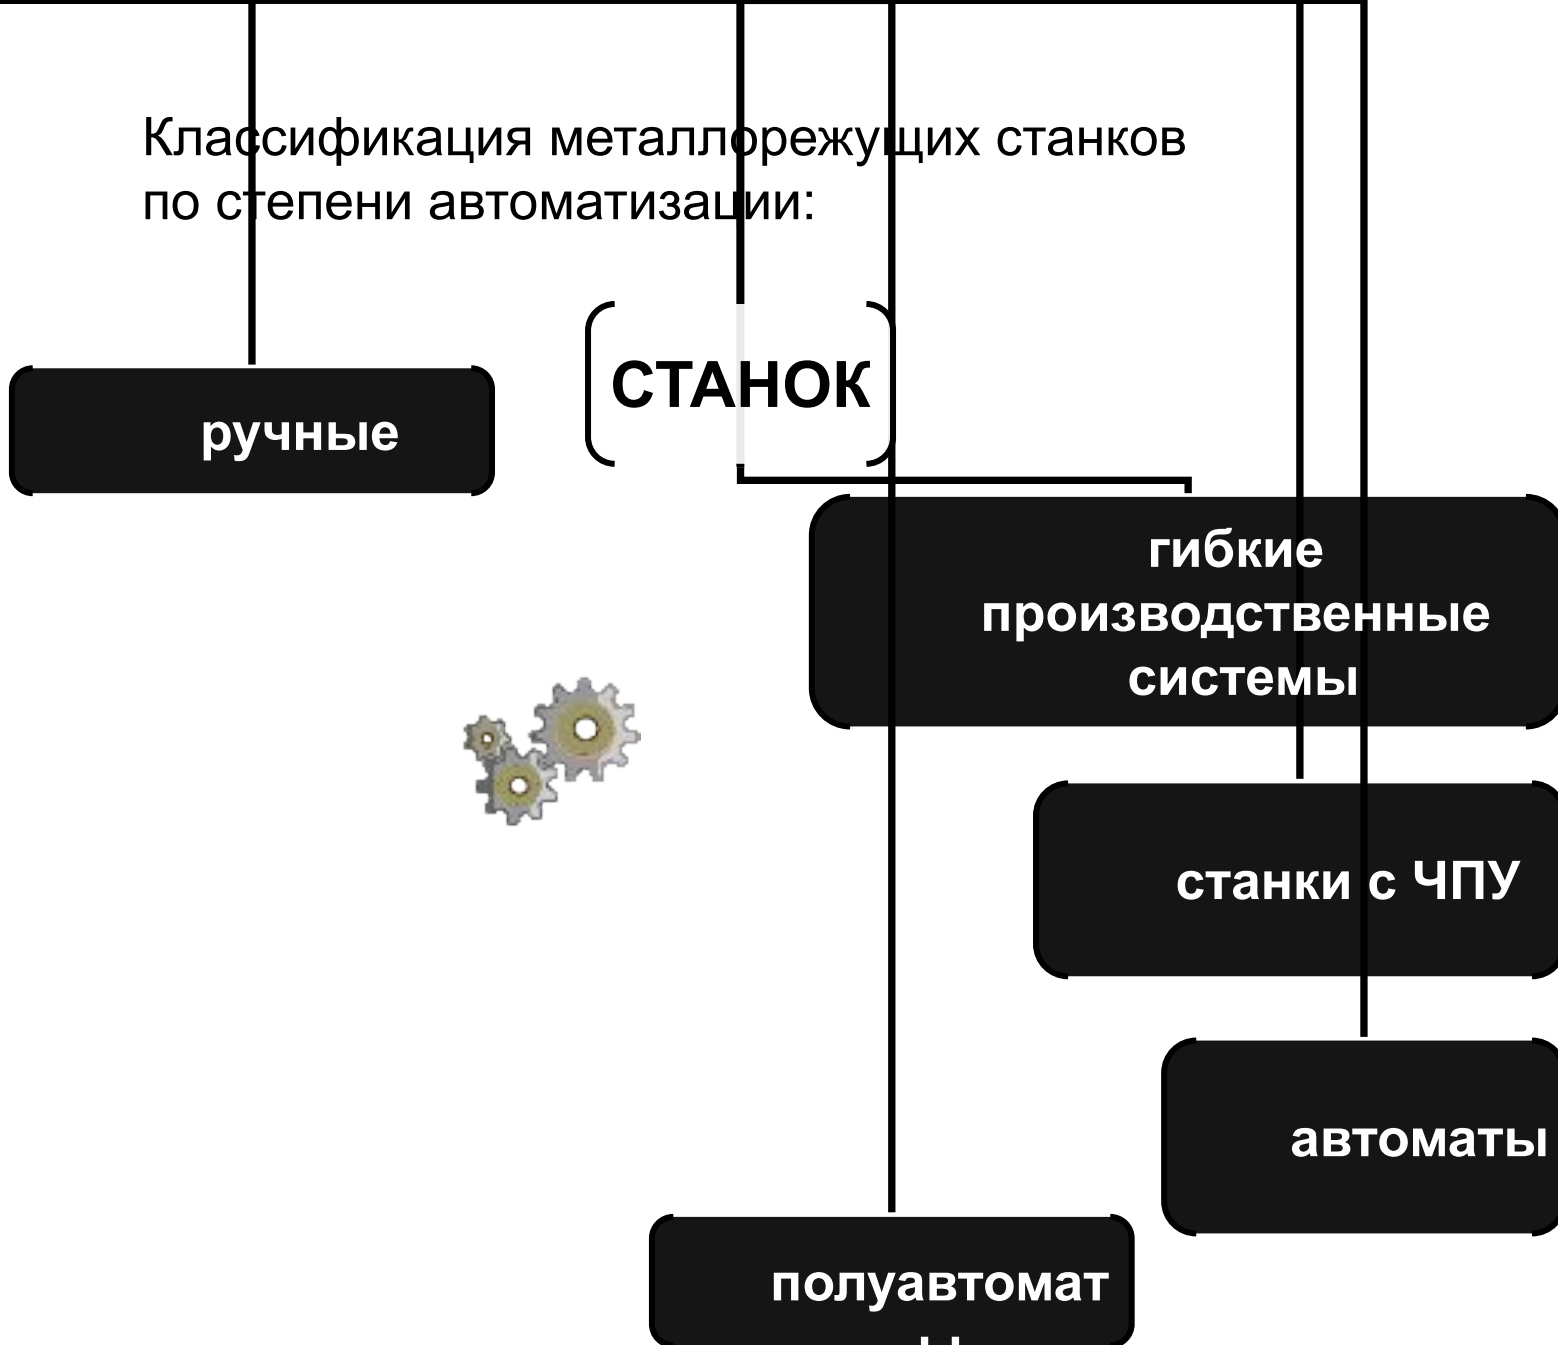 Классификация металлорежущих станков
по степени автоматизации:
СТАНОК
ручные
гибкие
производственные
системы
станки с ЧПУ
автоматы
полуавтомат